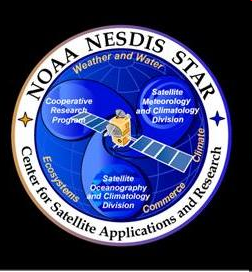 NOAA NESDIS STAR
Weather and Water
Cooperative
Research
Program
Satellite
Meteorology
and Climatology
Division
Satellite
Oceanography
and Climatology
Division
Ecosystems
Commerce
Climate
Center for Satellite Applications and Research